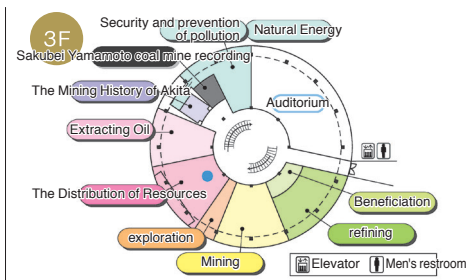 3F
Security and prevention
of pollution
Natural Energy
Sakubei Yamamoto coal mine recording
The Mining History of Akita
Auditorium
Extracting Oil
The Distribution of Resources
Beneficiation
exploration
refining
Mining
Elevator
Men's restroom